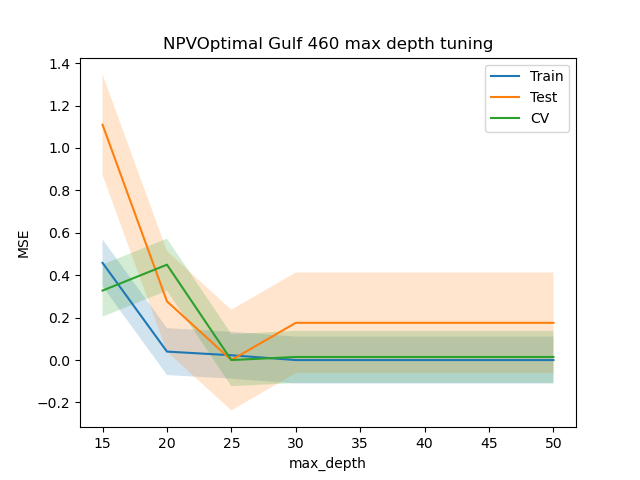 NPVOptimal Gulf 460 max depth tuning
Train
Test
CV
MSE
1.4
1.2
1.0
0.8
0.6
0.4
0.2
0.0
−0.2
15 20 25 30 35 40 45 50
max_depth